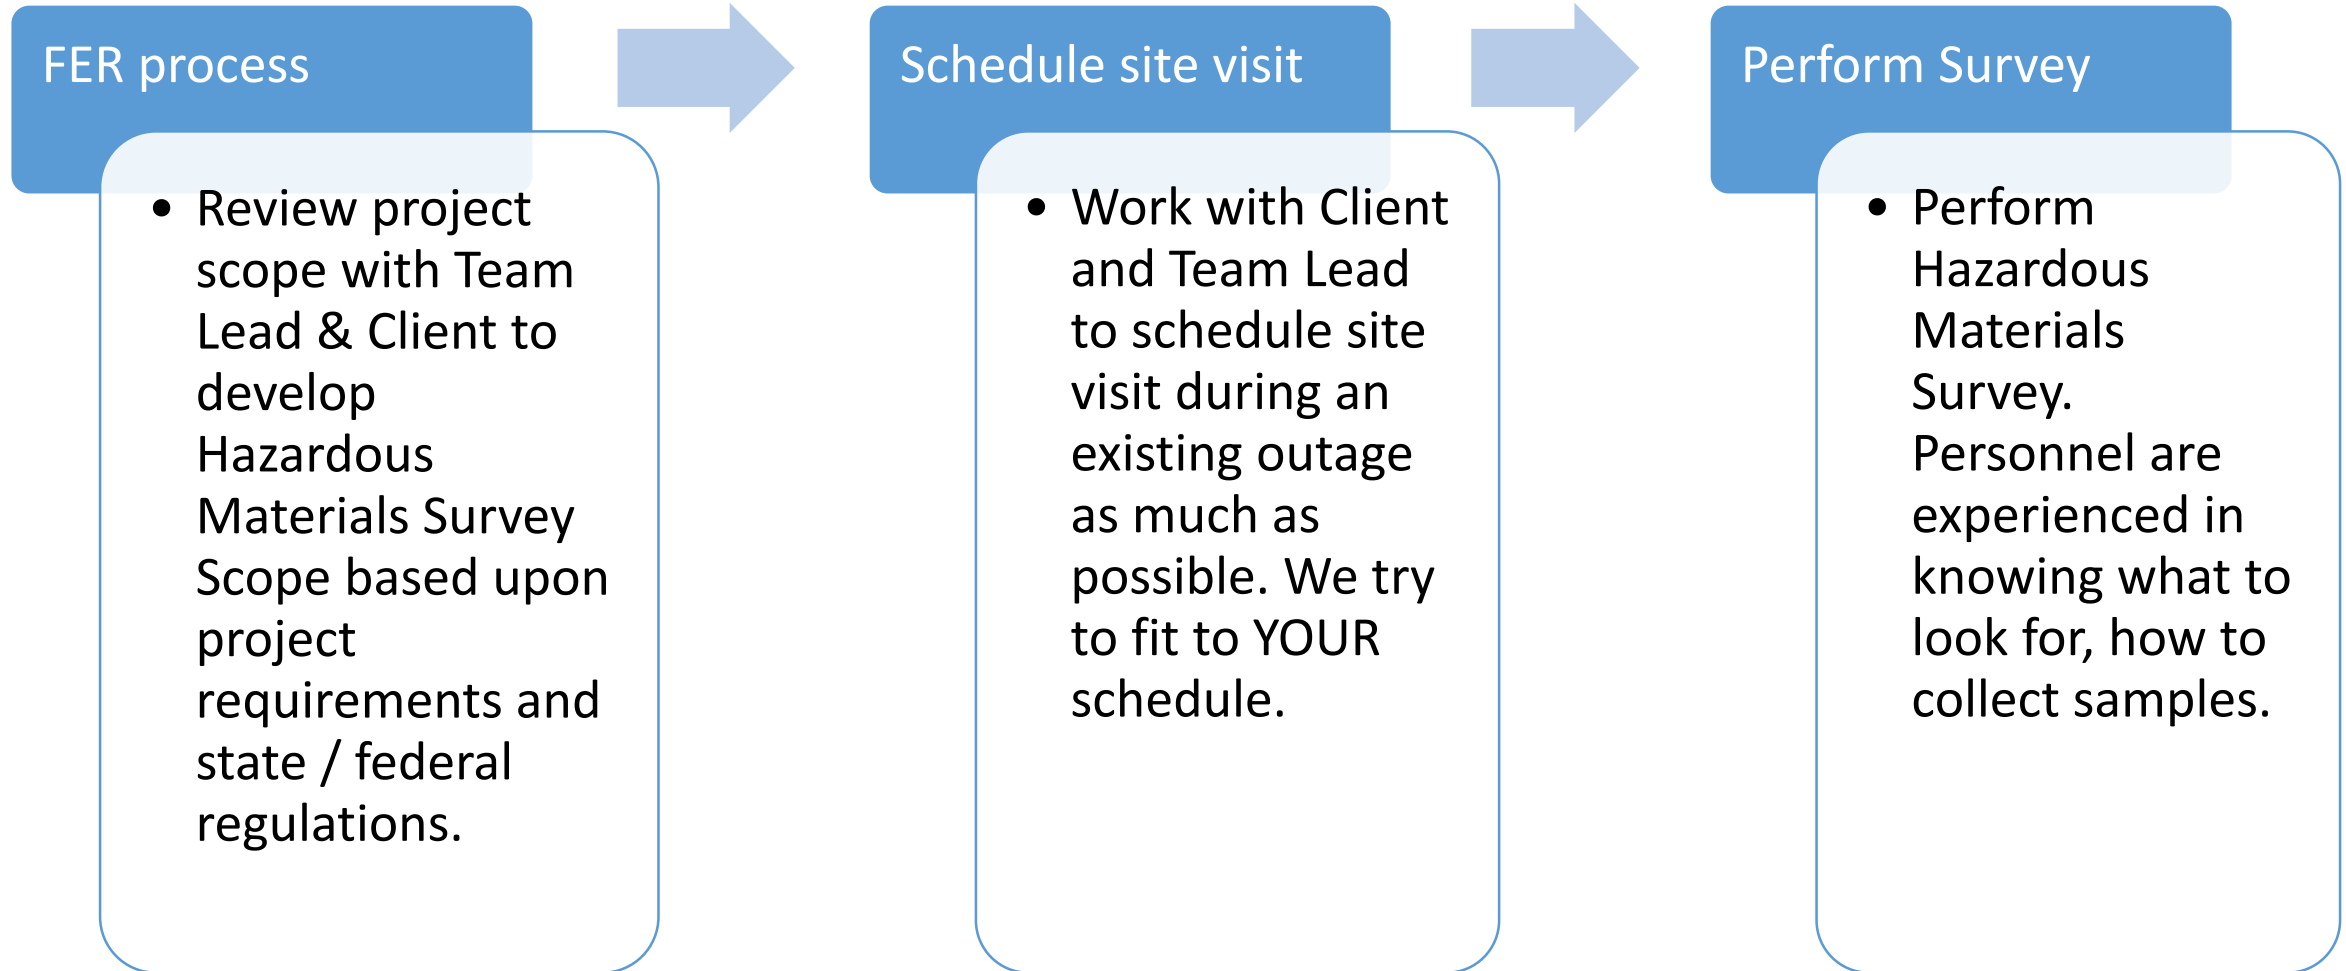 FER process
• Review project
scope with Team
Lead & Client to
develop
Hazardous
Materials Survey
Scope based upon
project
requirements and
state / federal
regulations.
Schedule site visit
• Work with Client
and Team Lead
to schedule site
visit during an
existing outage
as much as
possible. We try
to fit to YOUR
schedule.
Perform Survey
• Perform
Hazardous
Materials
Survey.
Personnel are
experienced in
knowing what to
look for, how to
collect samples.